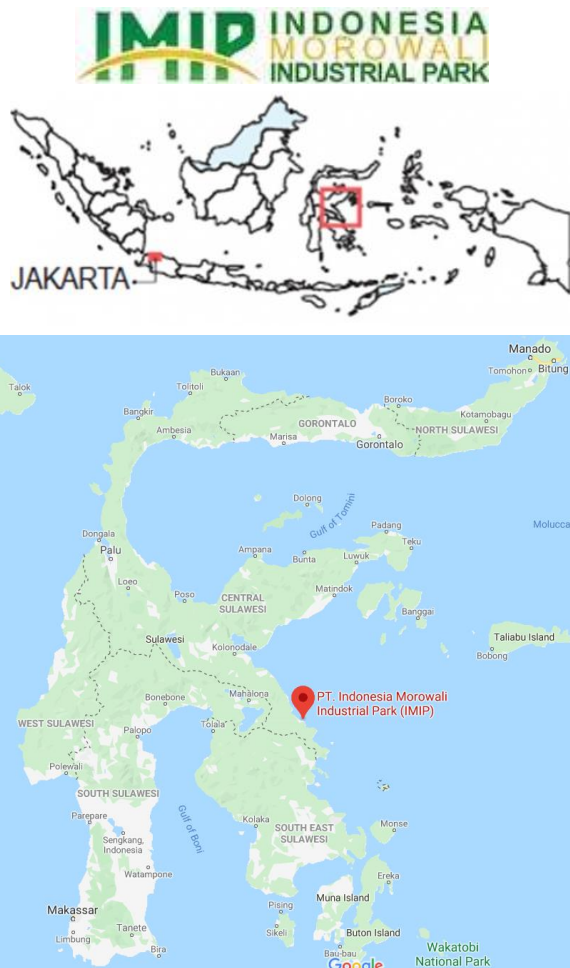 IMIP
INDONESIA
MOROWALI
INDUSTRIAL PARK
JAKARTA
Manado
Tomohon
Bitung
Talok
Bukaan
Tolitoli
Boroko
Bangkir
Kotamobagu
Ambesia
GORONTALO
NORTH SULAWESI
Marisa
Gorontalo
Dolong
Gulf of Tomini
Molucca
Padang
Dongala
Teku
Palu
Ampana
Bunta
Luwuk
Loeo
Poso
CENTRAL
SULAWESI
Matindok
Banggai
Sulawesi
Kolonodale
Taliabu Island
Bobong
PT. Indonesia Morowali
Industrial Park (IMIP)
Bonebone
Mahalona
WEST SULAWESI
Tolala
Palopo
Polewali
SOUTH SULAWESI
Parepare
Gulf of Boni
Kolaka
SOUTH EAST
SULAWESI
Monse
Sengkang,
Indonesia
Watampone
Ereka
Muna Island
Makassar
Pising
Limbung
Tanete
Sikeli
Buton Island
Bira
Bau-bau
Wakatobi
National Park
Google